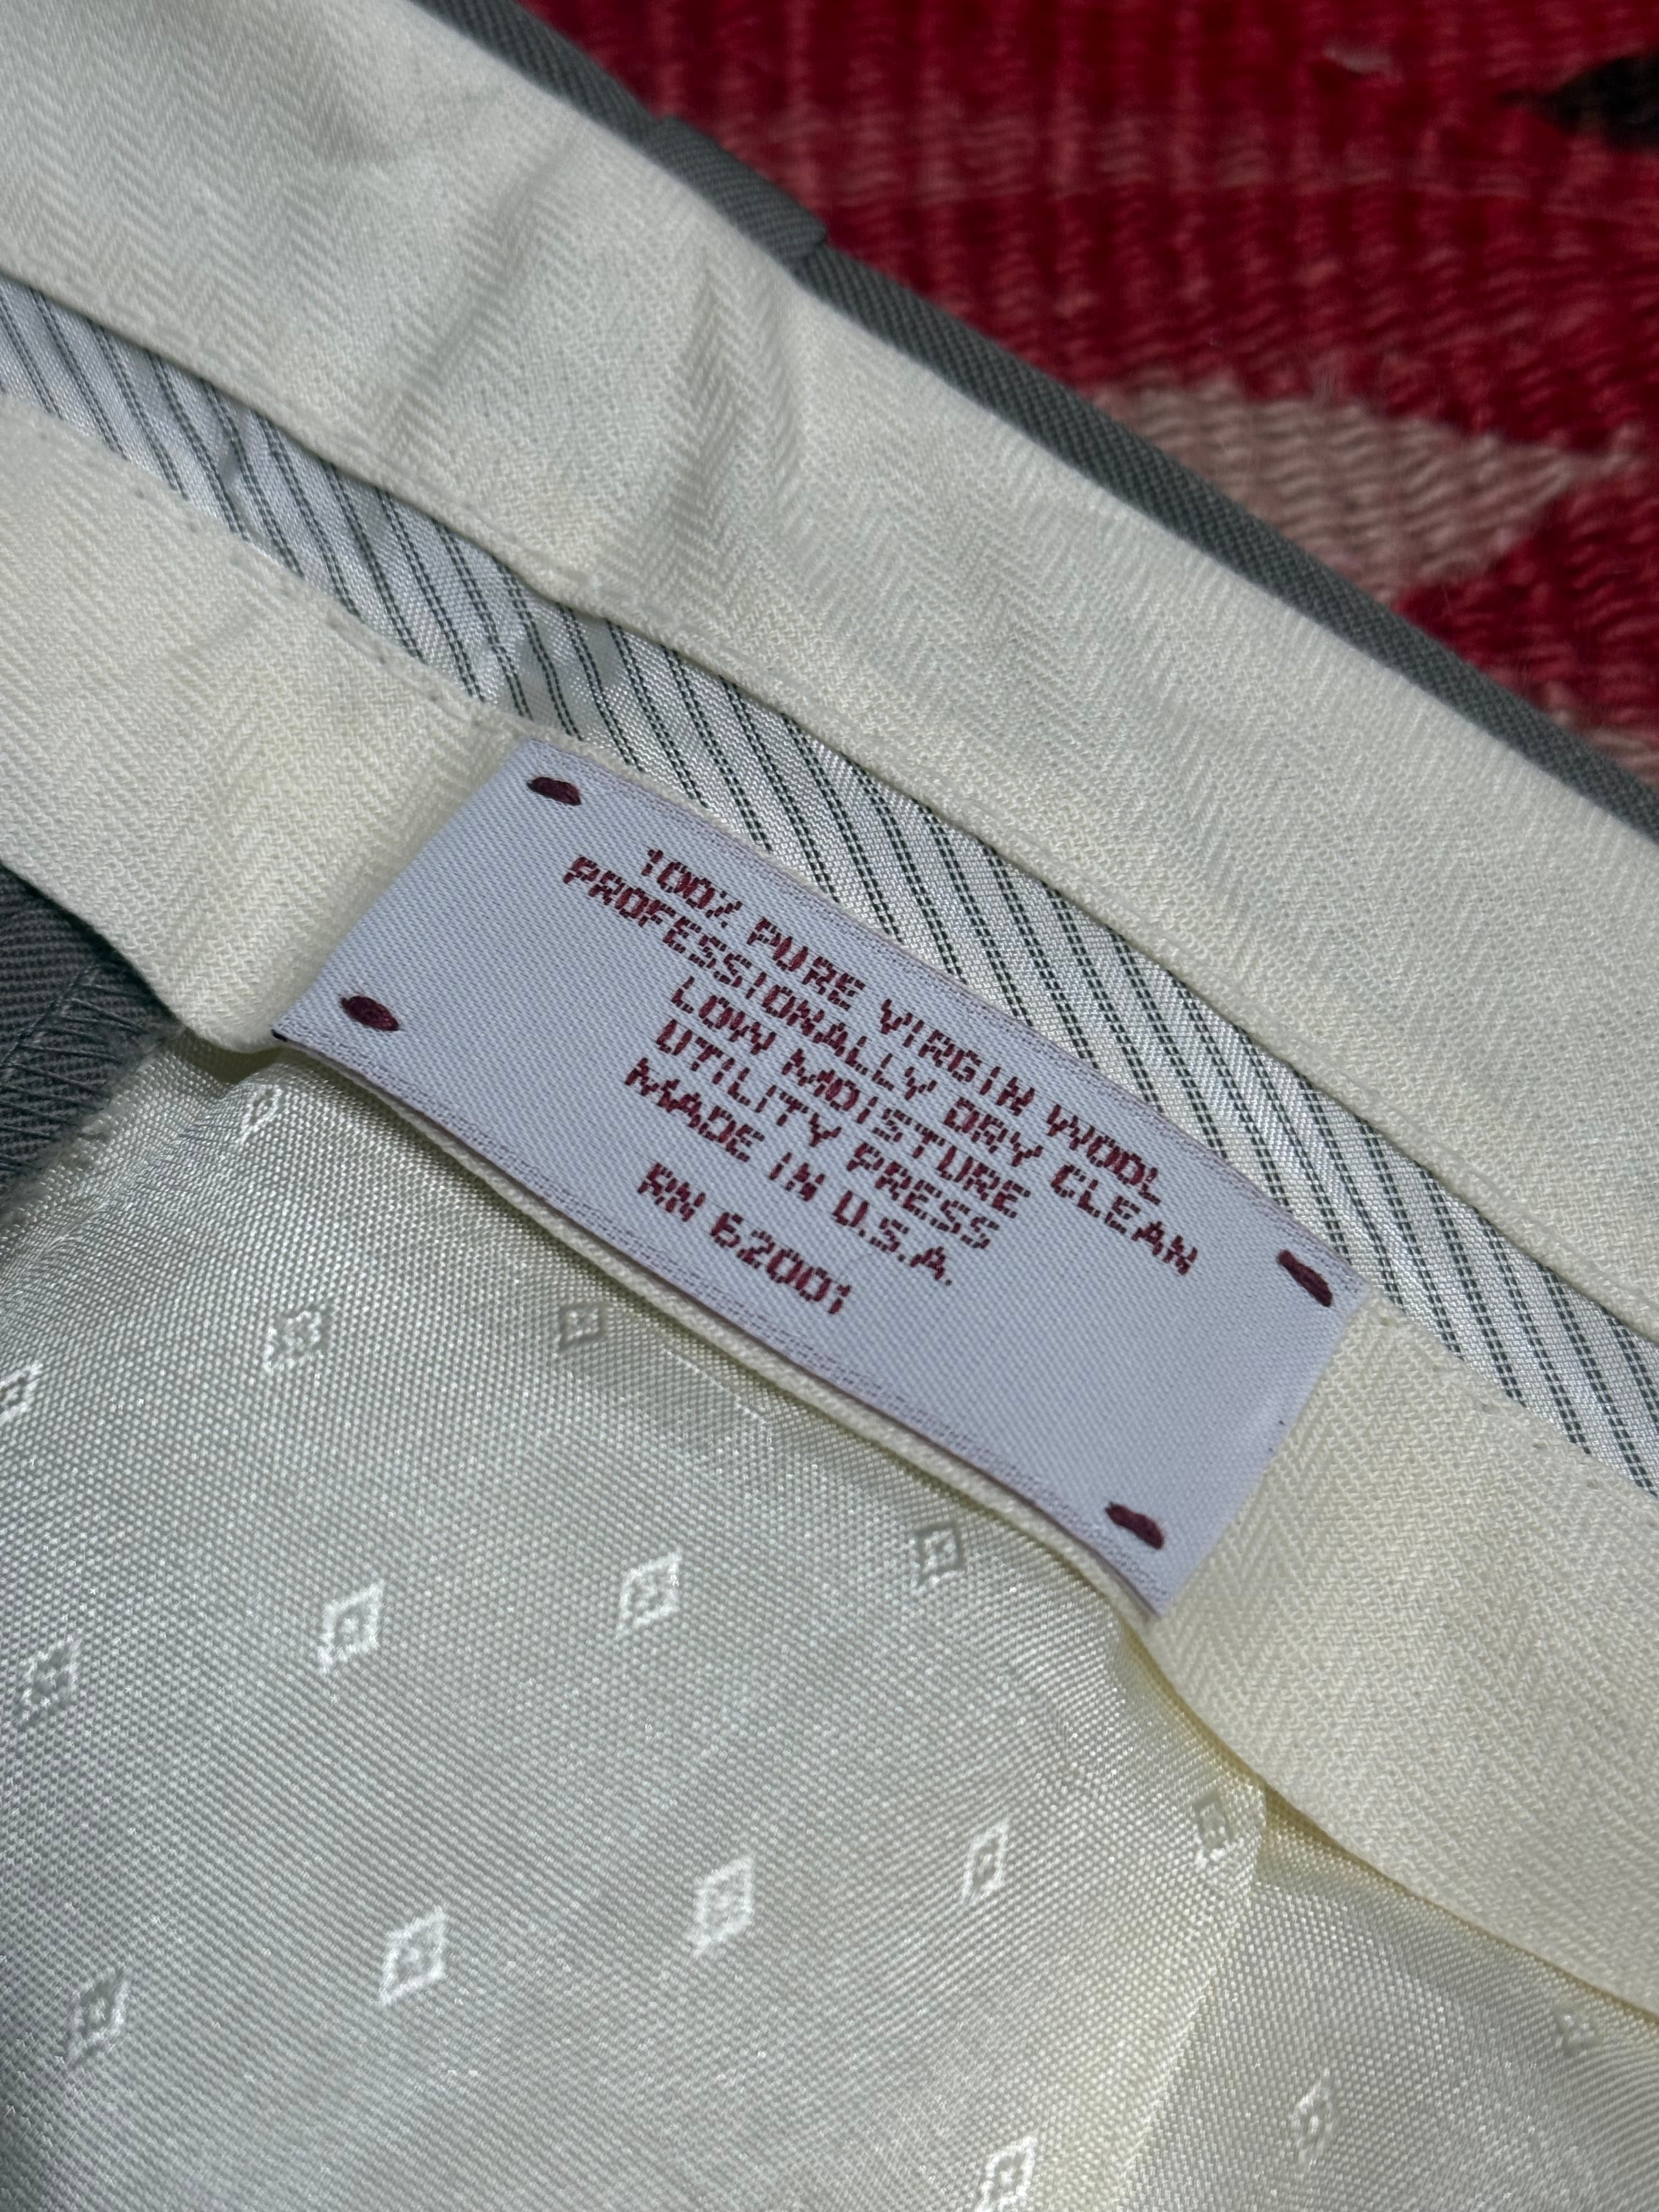 100% PURE VIRGIN WOOL
PROFESSIONALLY DRY CLEAN
LOW MOISTURE
UTILITY PRESS
MADE IN U.S.A.
RN 62001